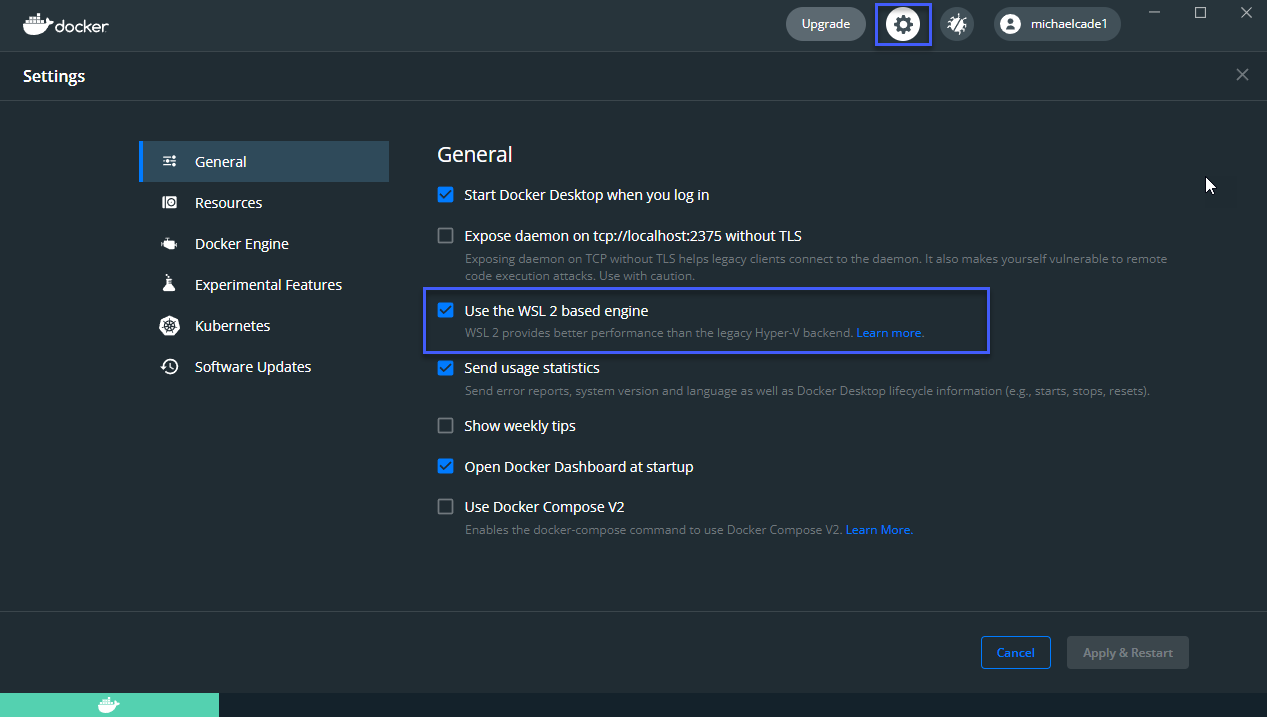 docker
Upgrade
michaelcade1
Settings
General
Resources
Docker Engine
Experimental Features
Kubernetes
Software Updates
General
Start Docker Desktop when you log in
Expose daemon on tcp://localhost:2375 without TLS
Exposing daemon on TCP without TLS helps legacy clients connect to the daemon. It also makes yourself vulnerable to remote
code execution attacks. Use with caution.
Use the WSL 2 based engine
WSL 2 provides better performance than the legacy Hyper-V backend. Learn more.
Send usage statistics
Send error reports, system version and language as well as Docker Desktop lifecycle information (e.g., starts, stops, resets).
Show weekly tips
Open Docker Dashboard at startup
Use Docker Compose V2
Enables the docker-compose command to use Docker Compose V2. Learn More.
Cancel
Apply & Restart